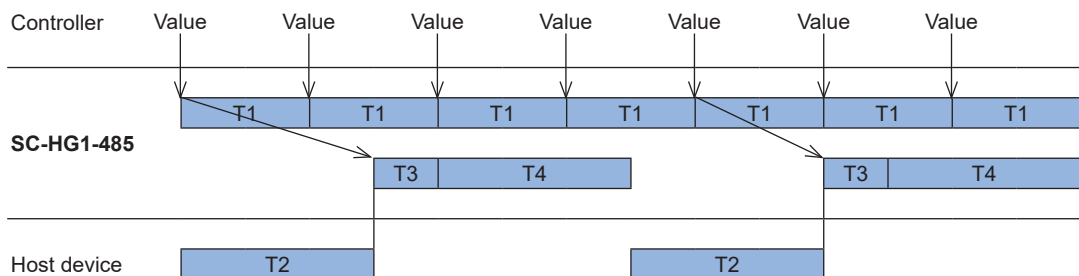 Controller Value Value Value Value Value Value Value
T1 T1 T1 T1 T1 T1 T1
SC-HG1-485
T3 T4 T3 T4
Host device T2 T2